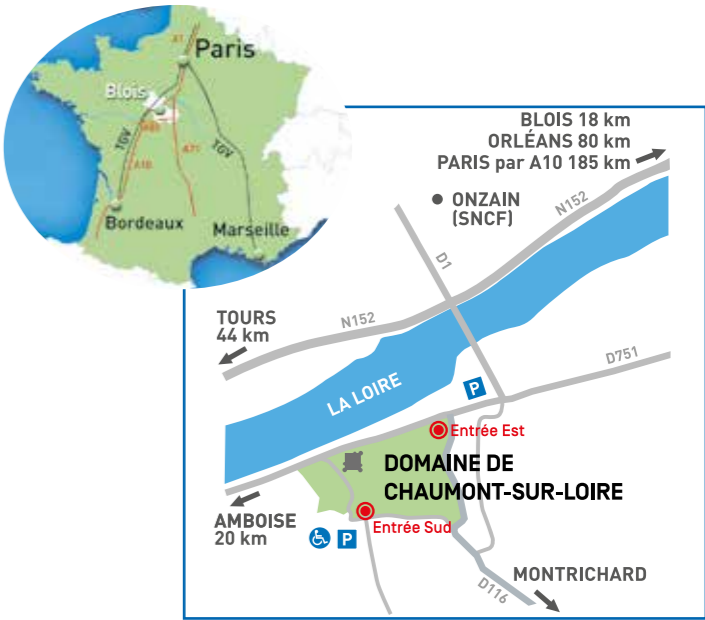 Paris
A1
Blois
TGV
A10
A71
TGV
Bordeaux
Marseille
BLOIS 18 km
ORLÉANS 80 km
PARIS par A10 185 km
ONZAIN
(SNCF)
N152
D1
TOURS
44 km
N152
D751
LA LOIRE
P
Entrée Est
DOMAINE DE
CHAUMONT-SUR-LOIRE
AMBOISE
20 km
P
Entrée Sud
MONTRICHARD
D116